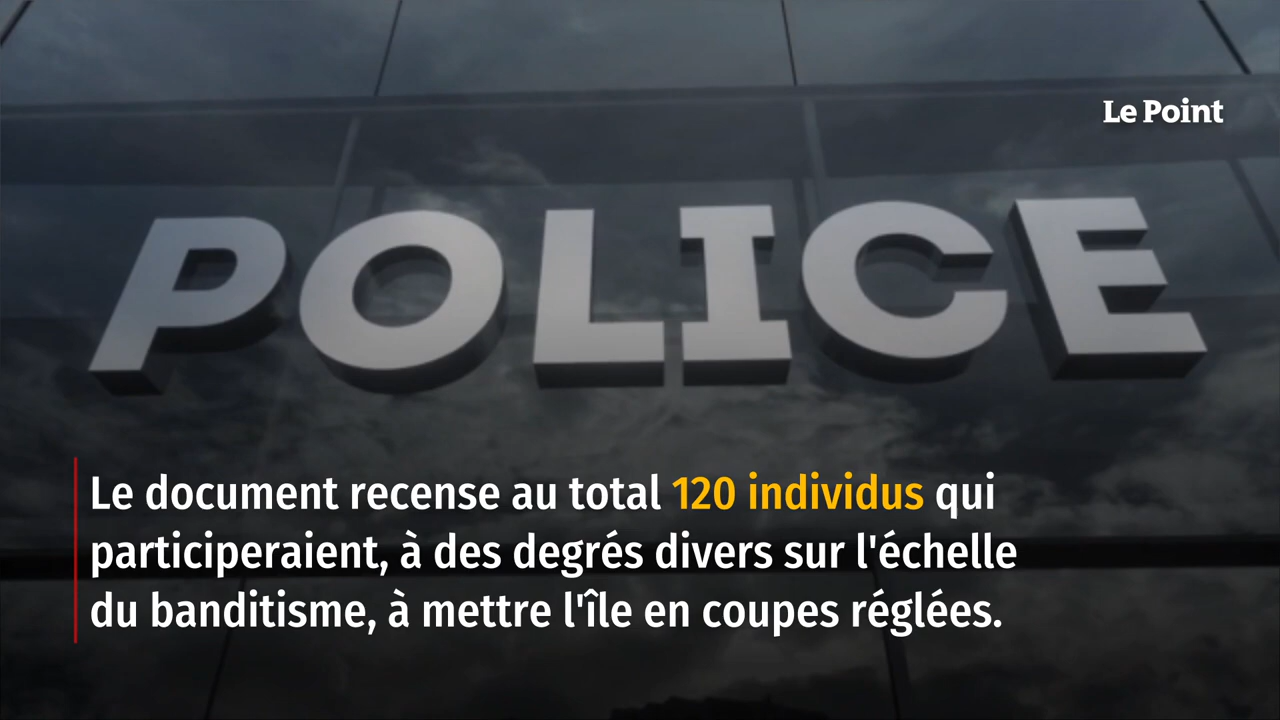 Le Point
POLICE
Le document recense au total 120 individus qui
participeraient, à des degrés divers sur l'échelle
du banditisme, à mettre l'île en coupes réglées.